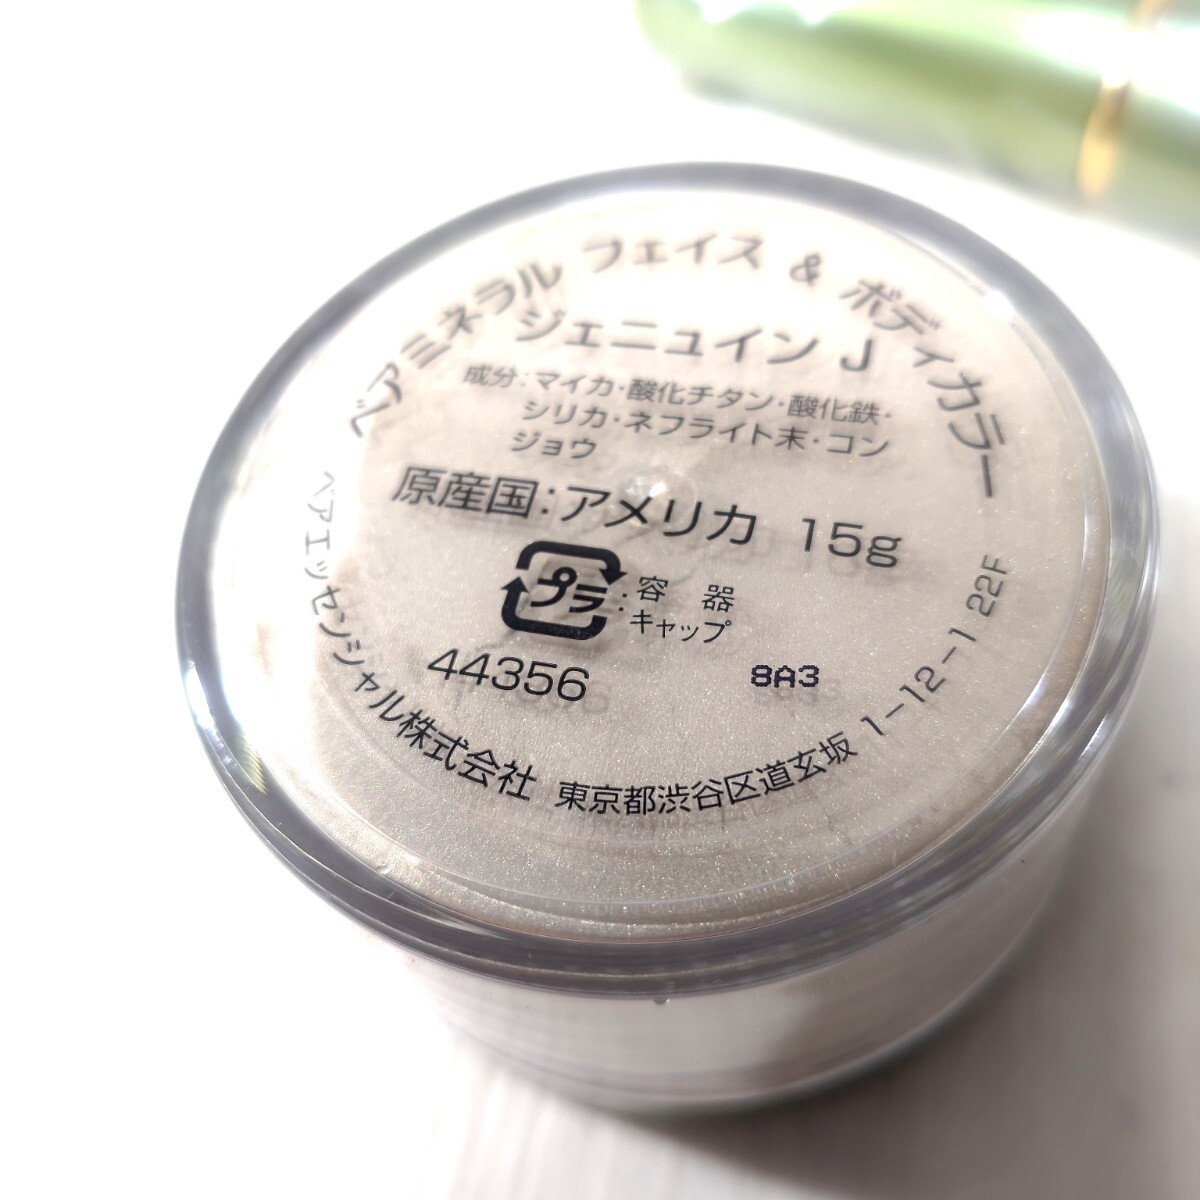 ベアミネラル フェイス & ボディカラー
ジェニュイン J
成分:マイカ・酸化チタン・酸化鉄・
シリカ・ネフライト末・コン
ジョウ
原産国:アメリカ 15g
プラ :容 器
:キャップ
44356 8A3
ベアエッセンシャル株式会社 東京都渋谷区道玄坂 1-12-1 22F